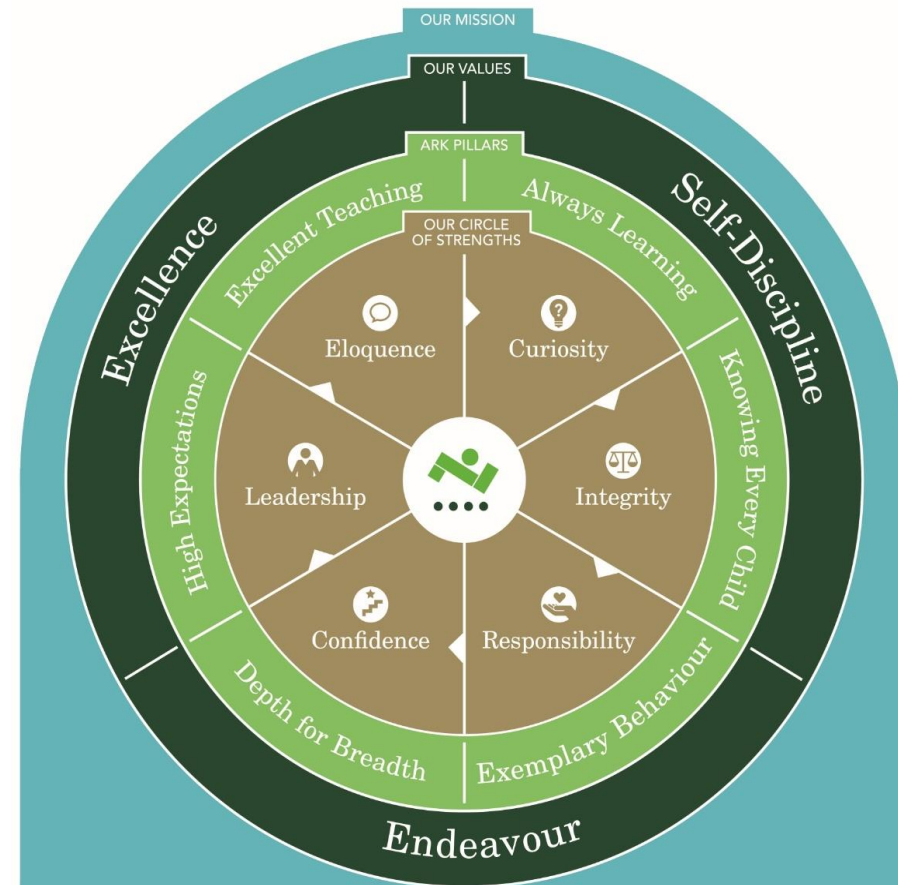 OUR MISSION
OUR VALUES
Excellence
Self-Discipline
Endeavour
ARK PILLARS
Excellent Teaching
Always Learning
Knowing Every Child
Exemplary Behaviour
Depth for Breadth
High Expectations
OUR CIRCLE
OF STRENGTHS
Eloquence
Curiosity
Integrity
Responsibility
Confidence
Leadership